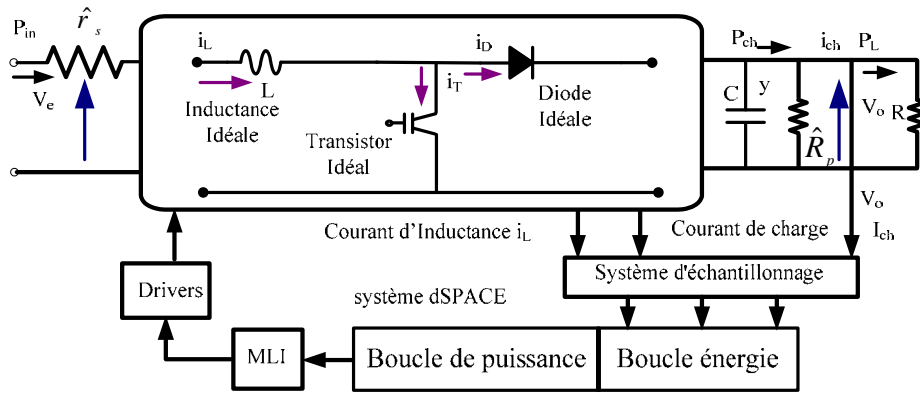 P_in
r̂_s
V_e
i_L
L
Inductance
Idéale
i_T
i_D
Transistor
Idéal
Diode
Idéale
P_ch
i_ch
P_L
C
y
R̂_p
V_o
R
V_o
I_ch
Courant d'Inductance i_L
Courant de charge
Système d'échantillonnage
Drivers
système dSPACE
MLI
Boucle de puissance
Boucle énergie